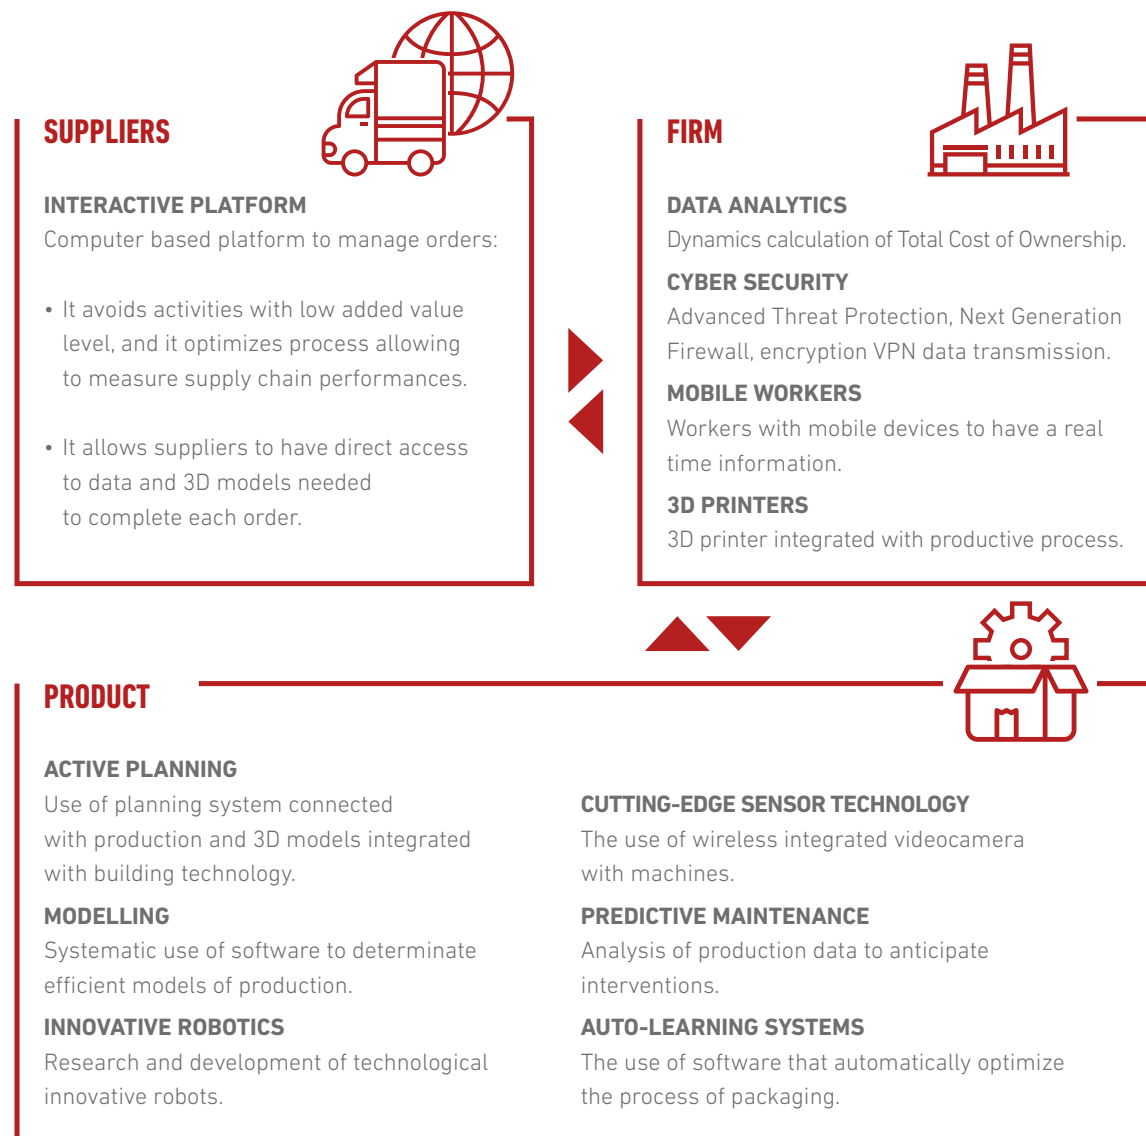 SUPPLIERS
INTERACTIVE PLATFORM
Computer based platform to manage orders:
• It avoids activities with low added value
level, and it optimizes process allowing
to measure supply chain performances.
• It allows suppliers to have direct access
to data and 3D models needed
to complete each order.
FIRM
DATA ANALYTICS
Dynamics calculation of Total Cost of Ownership.
CYBER SECURITY
Advanced Threat Protection, Next Generation
Firewall, encryption VPN data transmission.
MOBILE WORKERS
Workers with mobile devices to have a real
time information.
3D PRINTERS
3D printer integrated with productive process.
PRODUCT
ACTIVE PLANNING
Use of planning system connected
with production and 3D models integrated
with building technology.
MODELLING
Systematic use of software to determinate
efficient models of production.
INNOVATIVE ROBOTICS
Research and development of technological
innovative robots.
CUTTING-EDGE SENSOR TECHNOLOGY
The use of wireless integrated videocamera
with machines.
PREDICTIVE MAINTENANCE
Analysis of production data to anticipate
interventions.
AUTO-LEARNING SYSTEMS
The use of software that automatically optimize
the process of packaging.